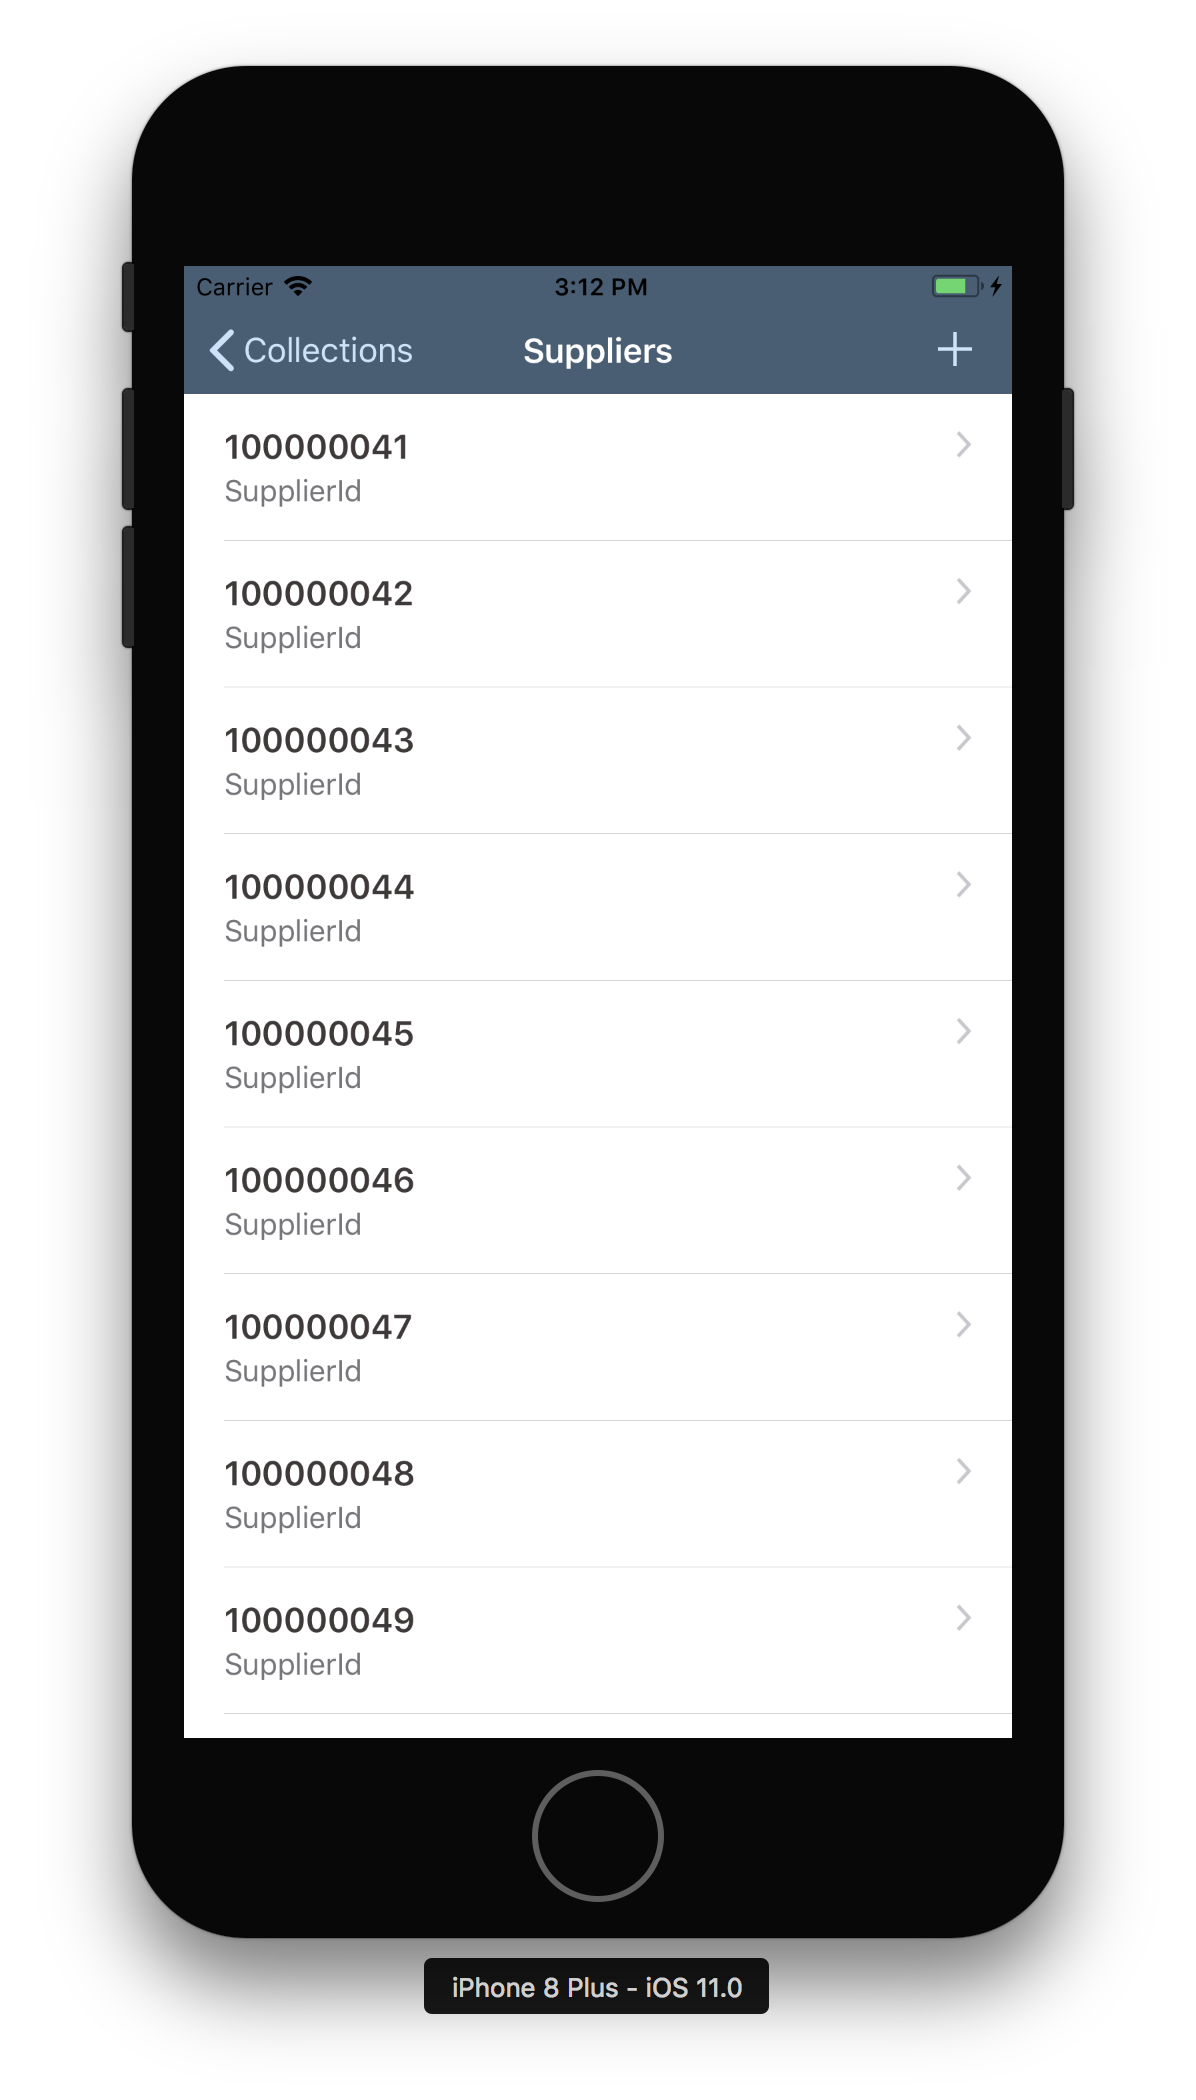 Carrier 3:12 PM
Collections Suppliers +
100000041
SupplierId
100000042
SupplierId
100000043
SupplierId
100000044
SupplierId
100000045
SupplierId
100000046
SupplierId
100000047
SupplierId
100000048
SupplierId
100000049
SupplierId
iPhone 8 Plus - iOS 11.0